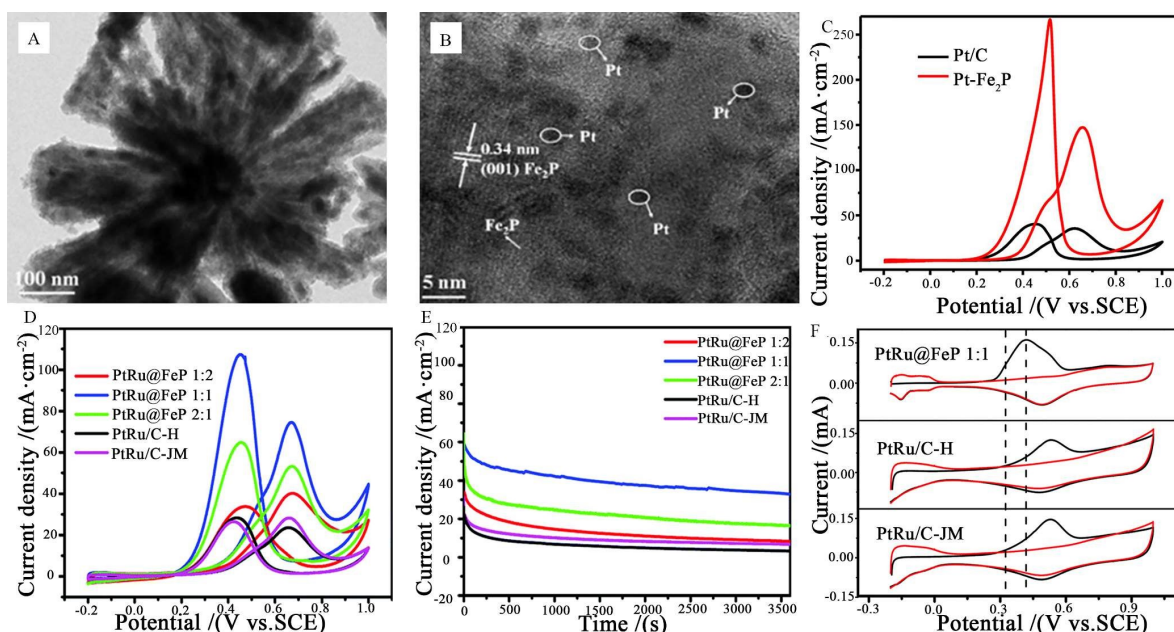 A
100 nm
B
Pt
Pt
Pt
Pt
0.34 nm
(001) Fe₂P
Fe₂P
5 nm
C
Pt/C
Pt-Fe₂P
Current density /(mA·cm⁻²)
250
200
150
100
50
0
-0.2 0.0 0.2 0.4 0.6 0.8 1.0
Potential /(V vs.SCE)
D
PtRu@FeP 1:2
PtRu@FeP 1:1
PtRu@FeP 2:1
PtRu/C-H
PtRu/C-JM
Current density /(mA·cm⁻²)
120
100
80
60
40
20
0
-0.2 0.0 0.2 0.4 0.6 0.8 1.0
Potential /(V vs.SCE)
E
PtRu@FeP 1:2
PtRu@FeP 1:1
PtRu@FeP 2:1
PtRu/C-H
PtRu/C-JM
Current density /(mA·cm⁻²)
120
100
80
60
40
20
0
0 500 1000 1500 2000 2500 3000 3500
Time /(s)
F
PtRu@FeP 1:1
PtRu/C-H
PtRu/C-JM
Current /(mA)
0.15
0.00
0.15
0.00
0.15
0.00
-0.15
-0.3 0.0 0.3 0.6 0.9
Potential /(V vs.SCE)